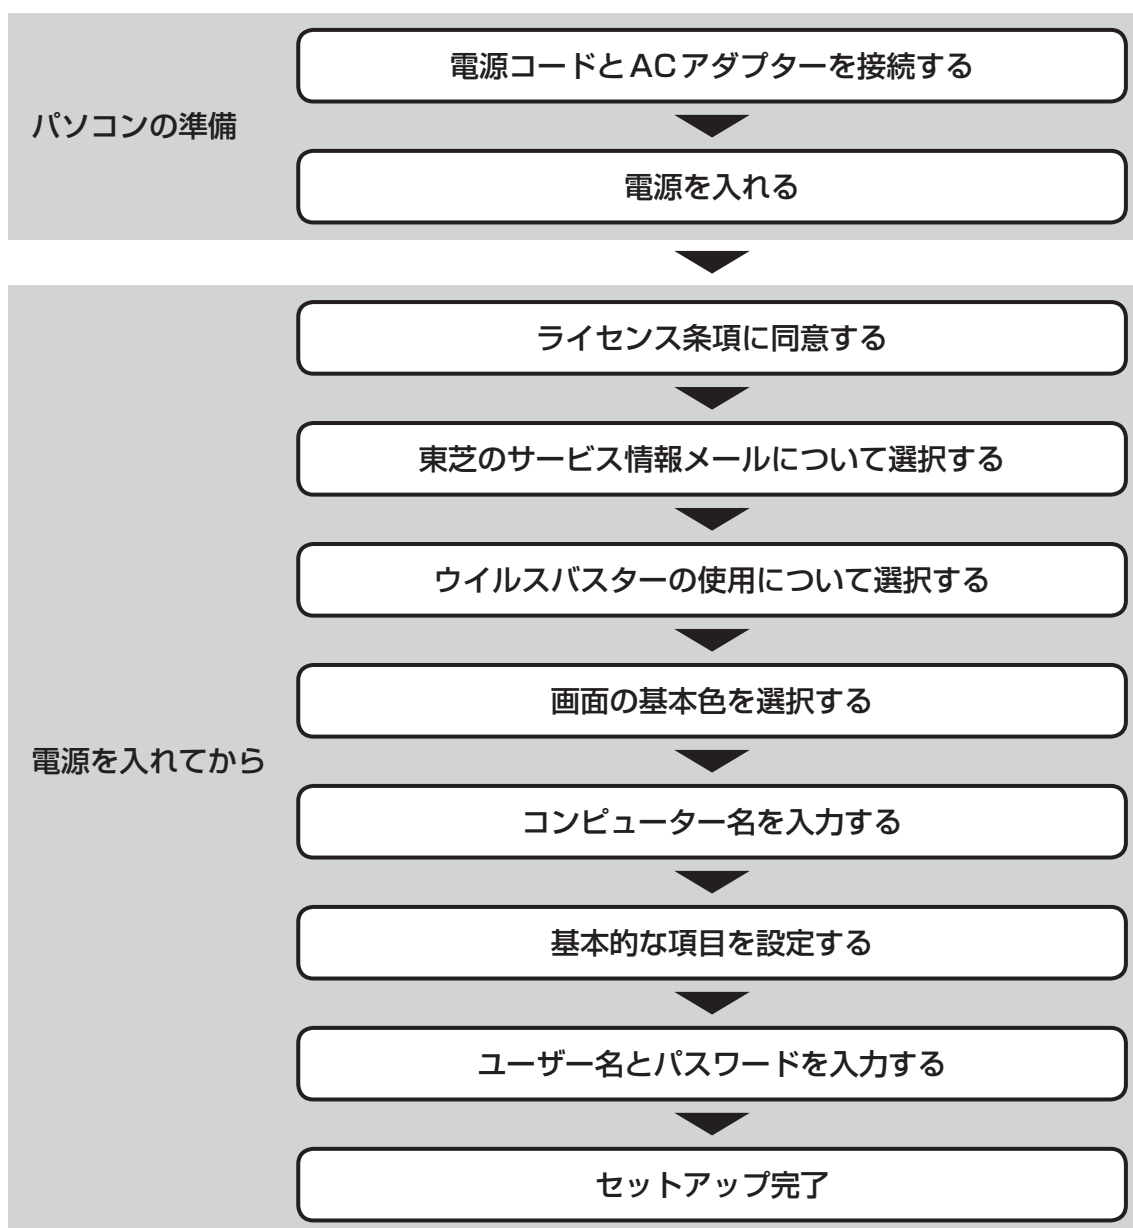 パソコンの準備
電源コードとACアダプターを接続する
電源を入れる
電源を入れてから
ライセンス条項に同意する
東芝のサービス情報メールについて選択する
ウイルスバスターの使用について選択する
画面の基本色を選択する
コンピューター名を入力する
基本的な項目を設定する
ユーザー名とパスワードを入力する
セットアップ完了